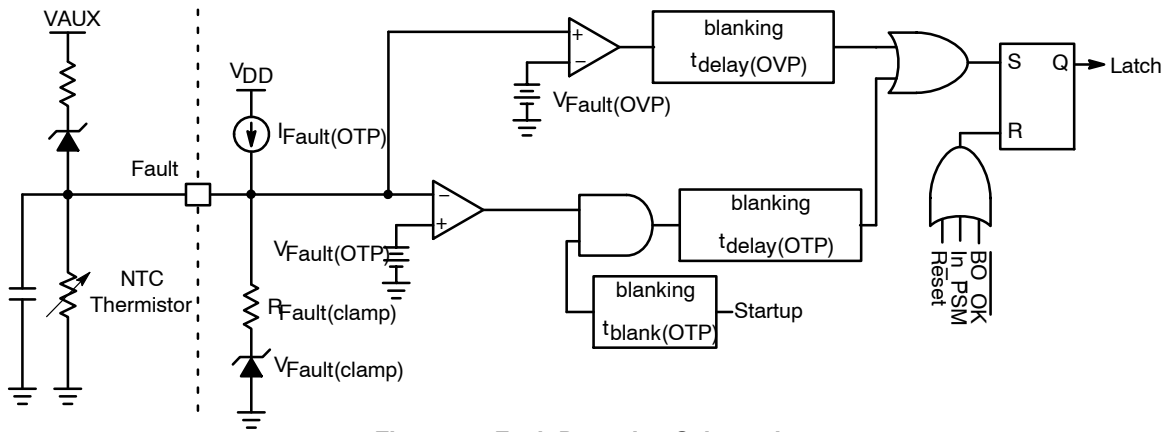 VAUX
VDD
Fault
IFault(OTP)
NTC
Thermistor
RFault(clamp)
VFault(clamp)
+
−
VFault(OVP)
blanking
tdelay(OVP)
−
+
VFault(OTP)
blanking
tdelay(OTP)
blanking
tblank(OTP)
Startup
S
Q
R
Latch
Reset
In_PSM
BO_OK